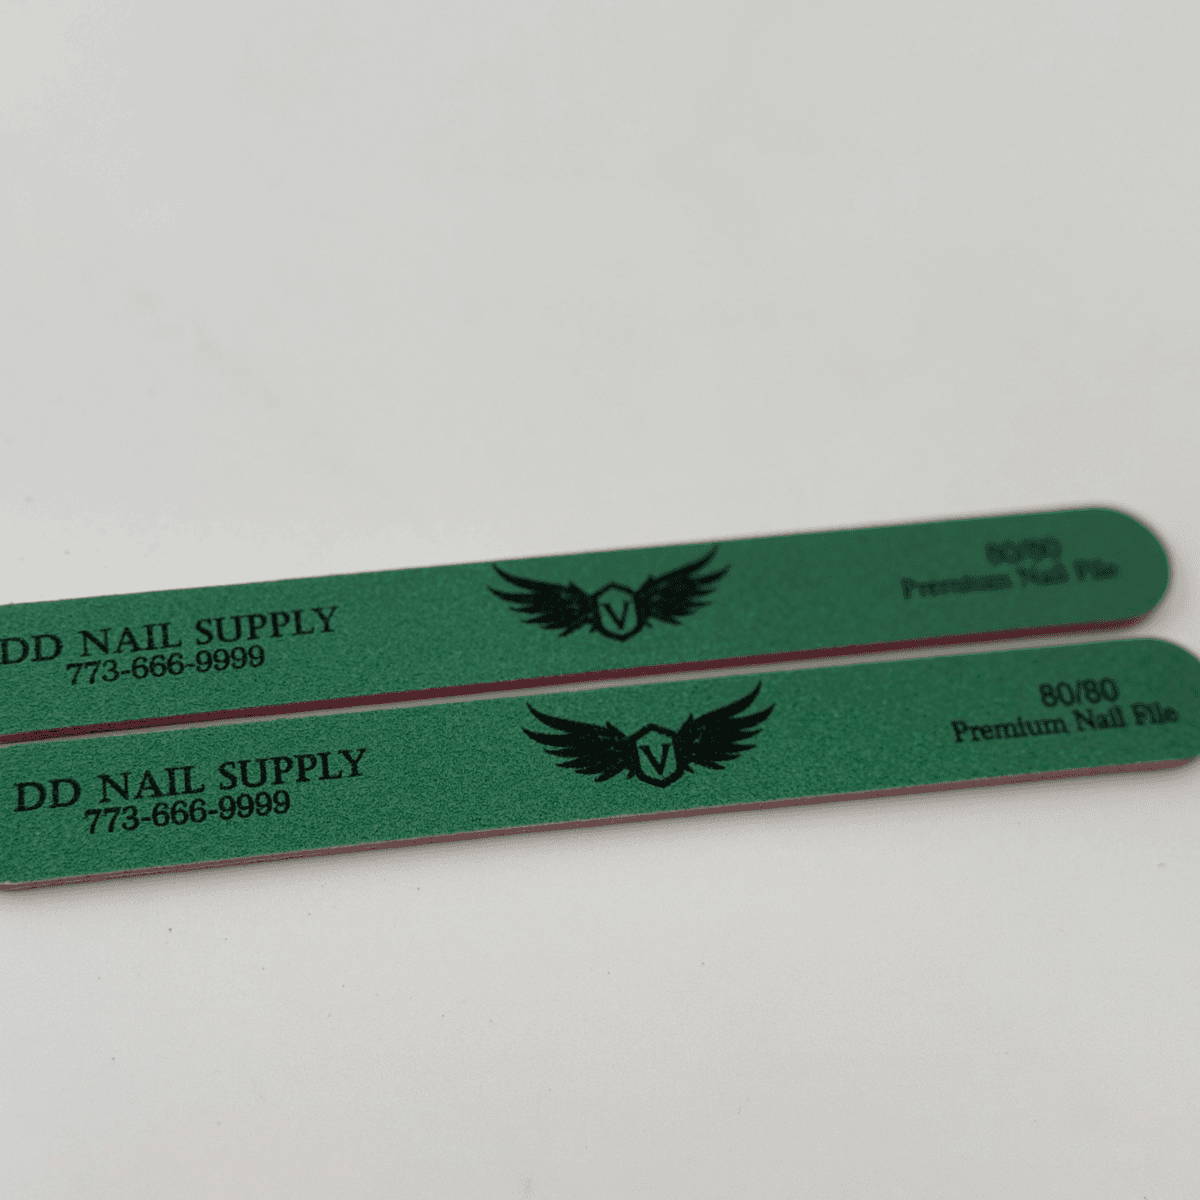 DD NAIL SUPPLY
773-666-9999
V
80/80
Premium Nail File
DD NAIL SUPPLY
773-666-9999
V
80/80
Premium Nail File